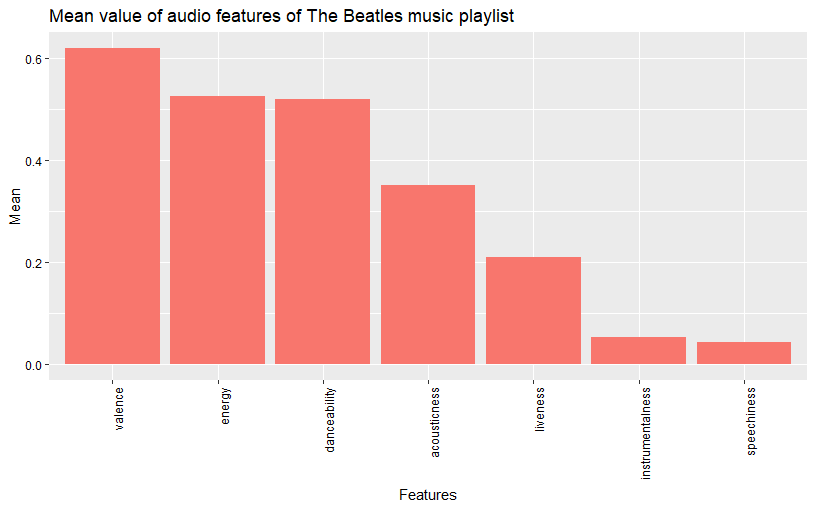 Mean value of audio features of The Beatles music playlist
Mean
0.6
0.4
0.2
0.0
valence
energy
danceability
acousticness
liveness
instrumentalness
speechiness
Features